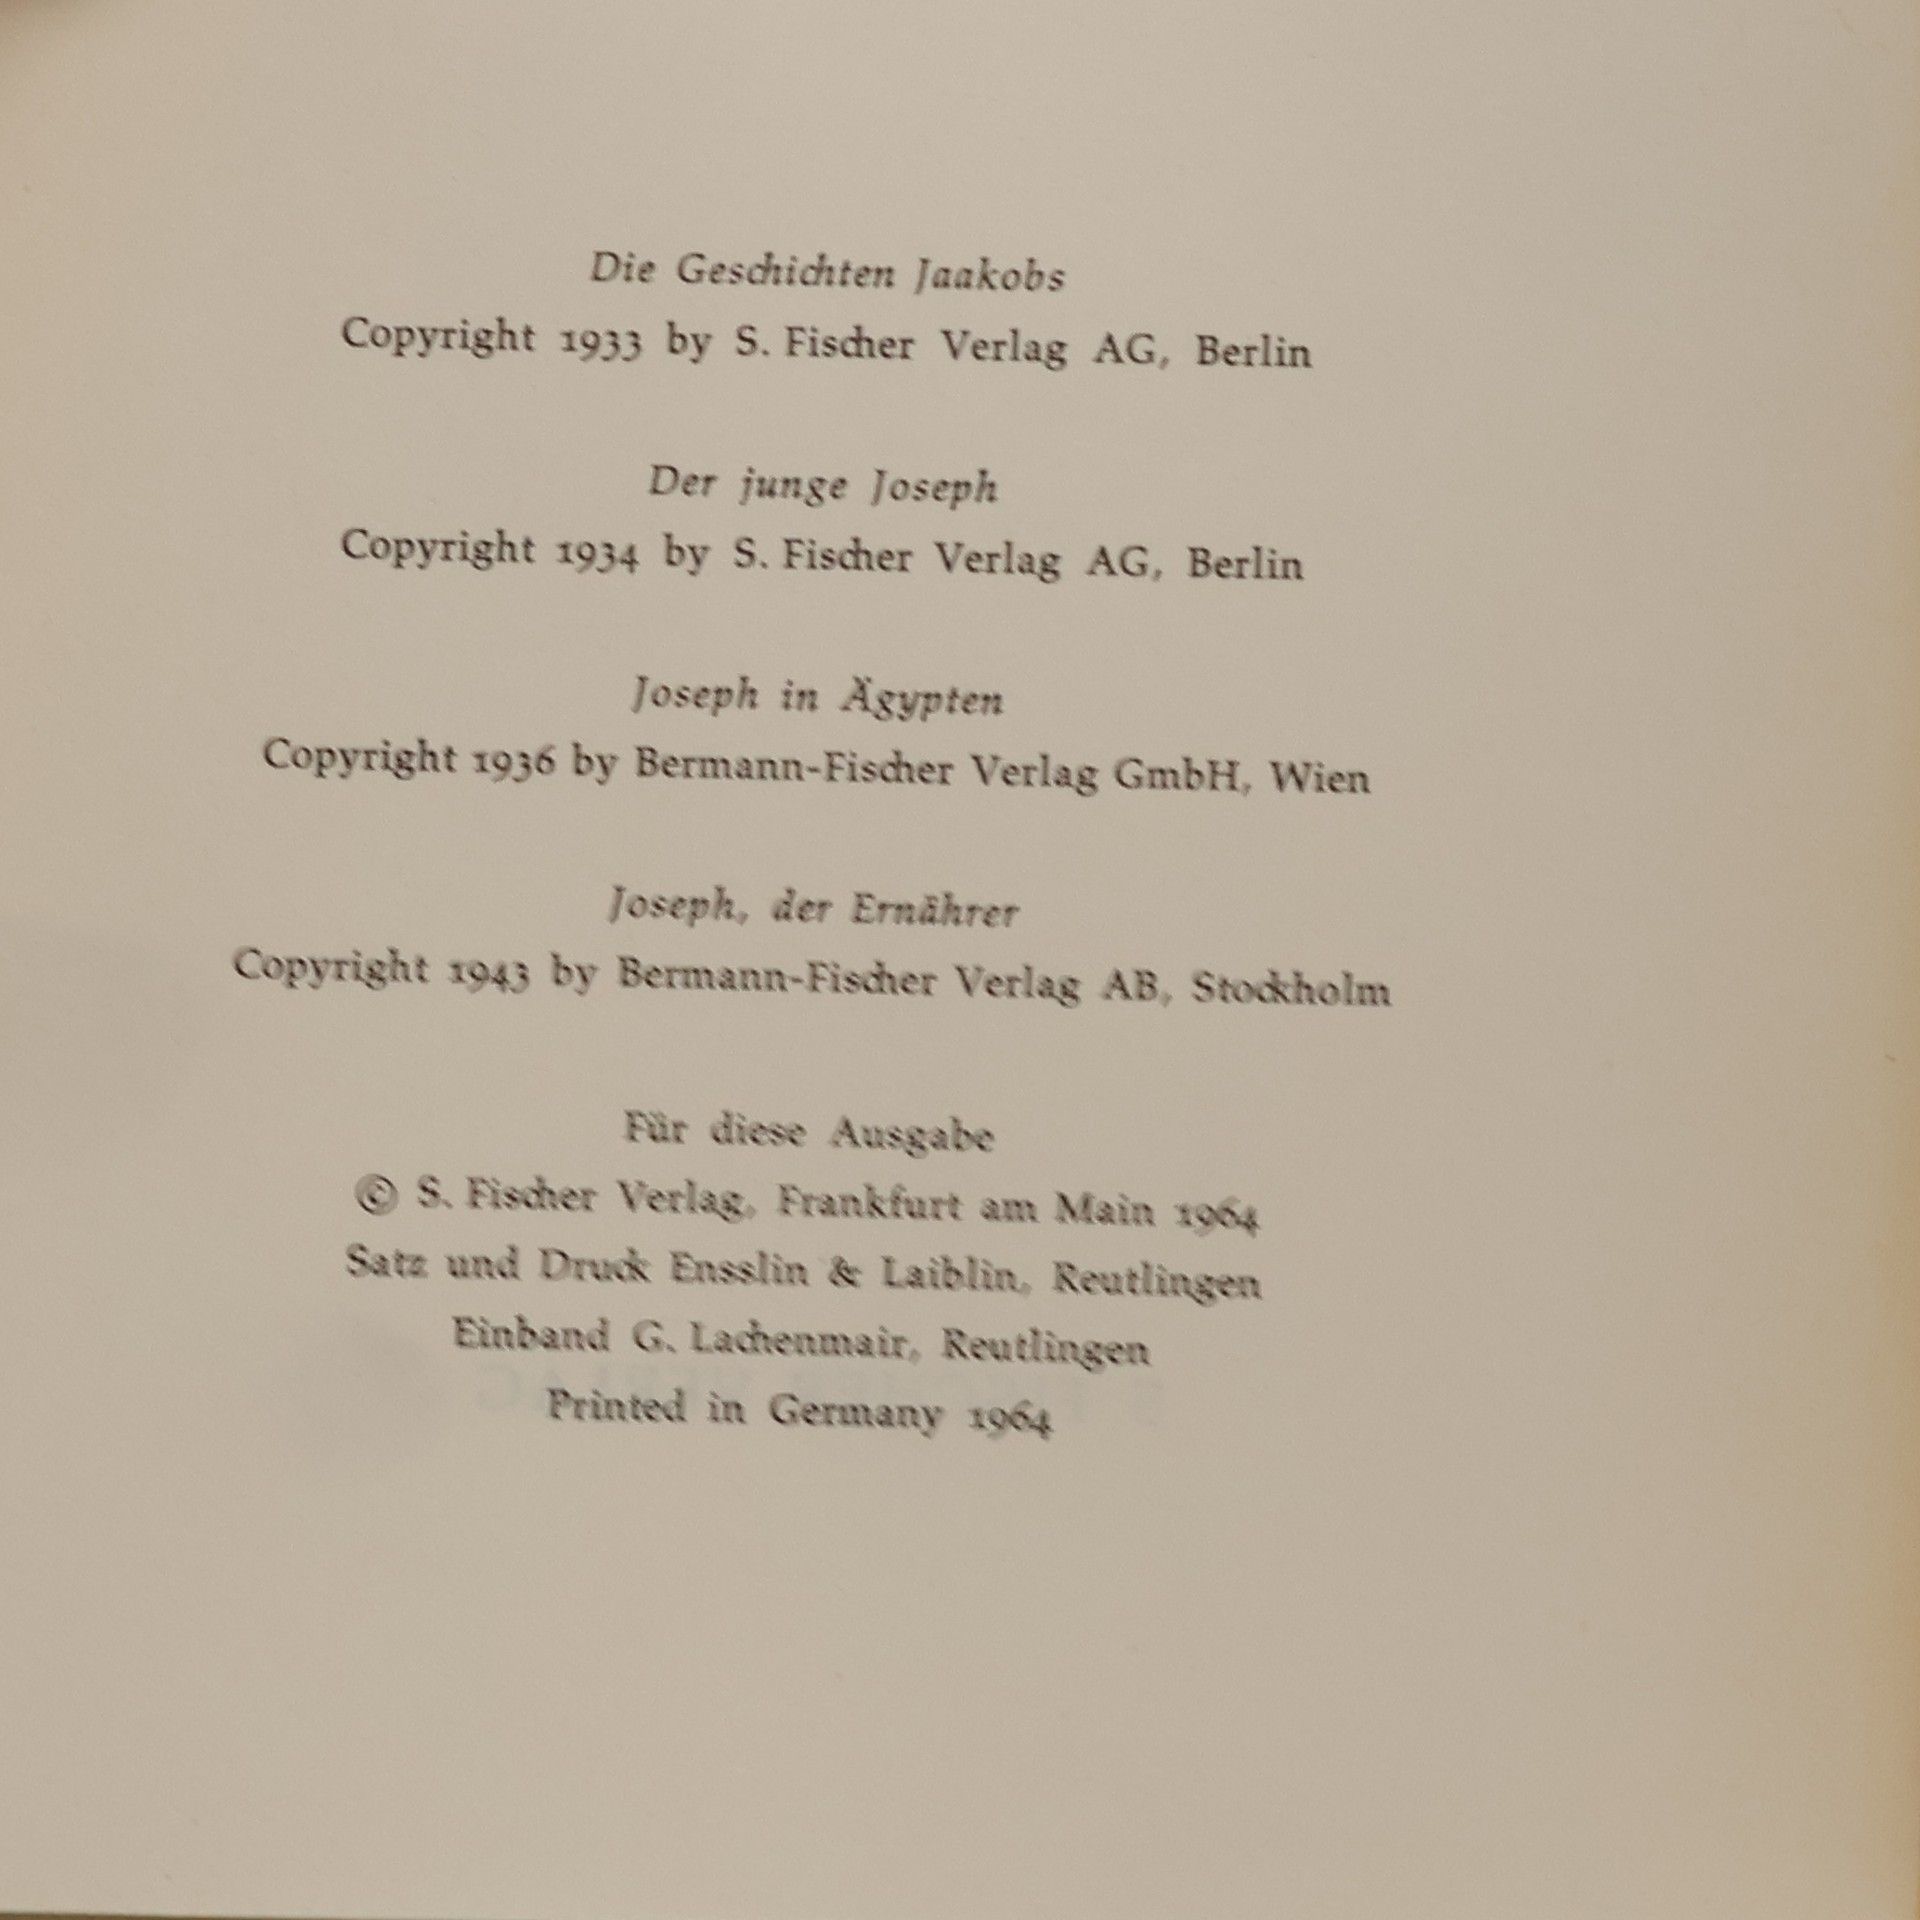 Die Geschichten Jaakobs
Copyright 1933 by S. Fischer Verlag AG, Berlin
Der junge Joseph
Copyright 1934 by S. Fischer Verlag AG, Berlin
Joseph in Ägypten
Copyright 1936 by Bermann-Fischer Verlag GmbH, Wien
Joseph, der Ernährer
Copyright 1943 by Bermann-Fischer Verlag AB, Stockholm
Für diese Ausgabe
© S. Fischer Verlag, Frankfurt am Main 1964
Satz und Druck Ensslin & Laiblin, Reutlingen
Einband G. Lachenmair, Reutlingen
Printed in Germany 1964